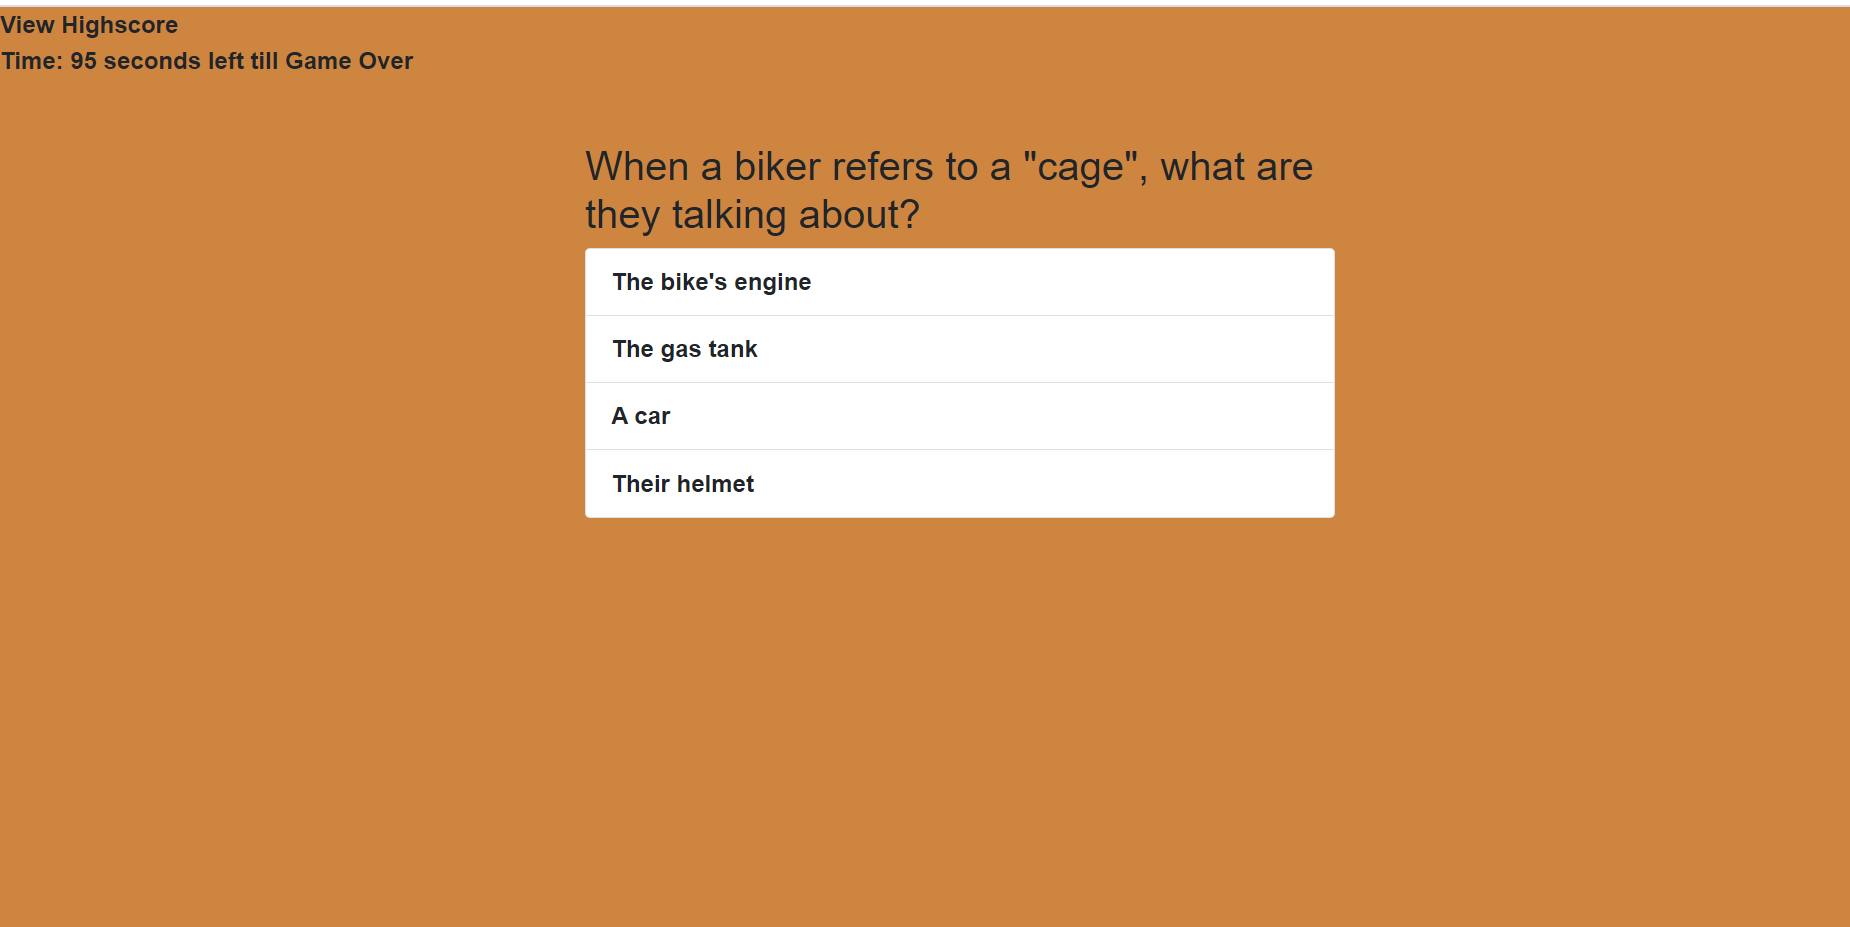 View Highscore
Time: 95 seconds left till Game Over
When a biker refers to a "cage", what are
they talking about?
The bike's engine
The gas tank
A car
Their helmet